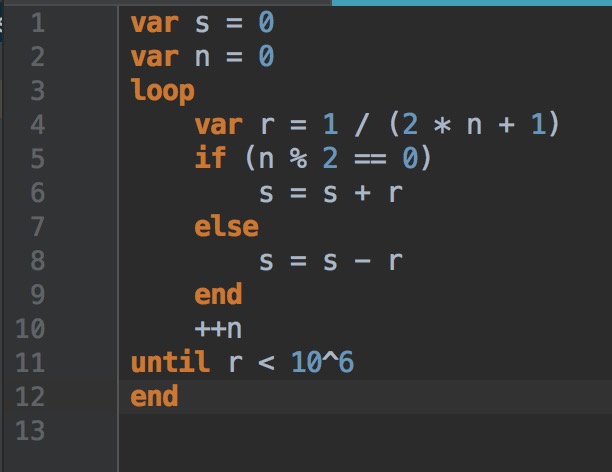 1 var s = 0
2 var n = 0
3 loop
4     var r = 1 / (2 * n + 1)
5     if (n % 2 == 0)
6         s = s + r
7     else
8         s = s - r
9     end
10     ++n
11 until r < 10^6
12 end
13